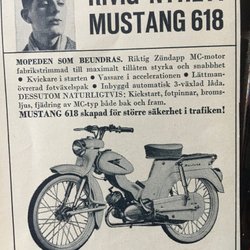 MUSTANG 618
MOPEDEN SOM BEUNDRAS. Riktig Zündapp MC-motor
fabrikstrimmad till maximalt tillåten styrka och snabbhet
• Kvickare i starten • Vassare i accelerationen • Lättman-
övrerad fotväxelspak • Inbyggd automatisk 3-växlad låda.
DESSUTOM NATURLIGTVIS: Kickstart, fotpinnar, broms-
ljus, fjädring av MC-typ både bak och fram.
MUSTANG 618 skapad för större säkerhet i trafiken!